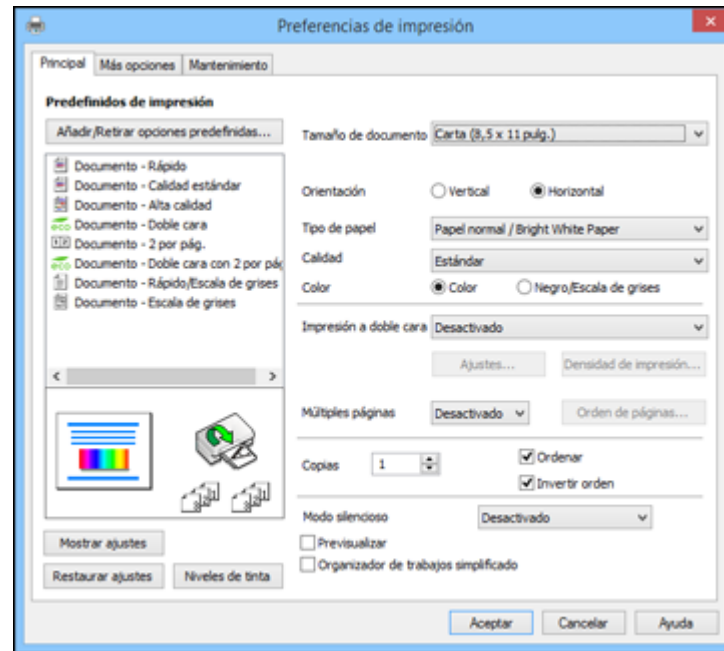 Preferencias de impresión
Principal
Más opciones
Mantenimiento
Predefinidos de impresión
Añadir/Retirar opciones predefinidas...
Documento - Rápido
Documento - Calidad estándar
Documento - Alta calidad
eco Documento - Doble cara
Documento - 2 por pág.
eco Documento - Doble cara con 2 por pág
Documento - Rápido/Escala de grises
Documento - Escala de grises
Mostrar ajustes
Restaurar ajustes
Niveles de tinta
Tamaño de documento
Carta (8,5 x 11 pulg.)
Orientación
Vertical
Horizontal
Tipo de papel
Papel normal / Bright White Paper
Calidad
Estándar
Color
Color
Negro/Escala de grises
Impresión a doble cara
Desactivado
Ajustes...
Densidad de impresión...
Múltiples páginas
Desactivado
Orden de páginas...
Copias
1
Ordenar
Invertir orden
Modo silencioso
Desactivado
Previsualizar
Organizador de trabajos simplificado
Aceptar
Cancelar
Ayuda